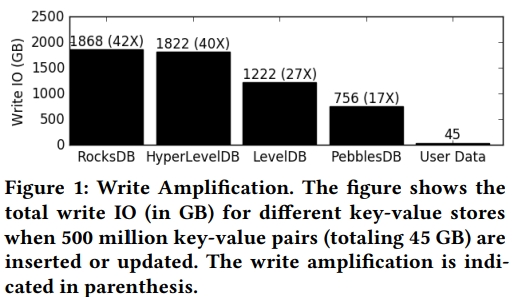 2500
2000
1500
1000
500
0
Write IO (GB)
1868 (42X) 1822 (40X) 1222 (27X) 756 (17X) 45
RocksDB HyperLevelDB LevelDB PebblesDB User Data
Figure 1: Write Amplification. The figure shows the
total write IO (in GB) for different key-value stores
when 500 million key-value pairs (totaling 45 GB) are
inserted or updated. The write amplification is indi-
cated in parenthesis.